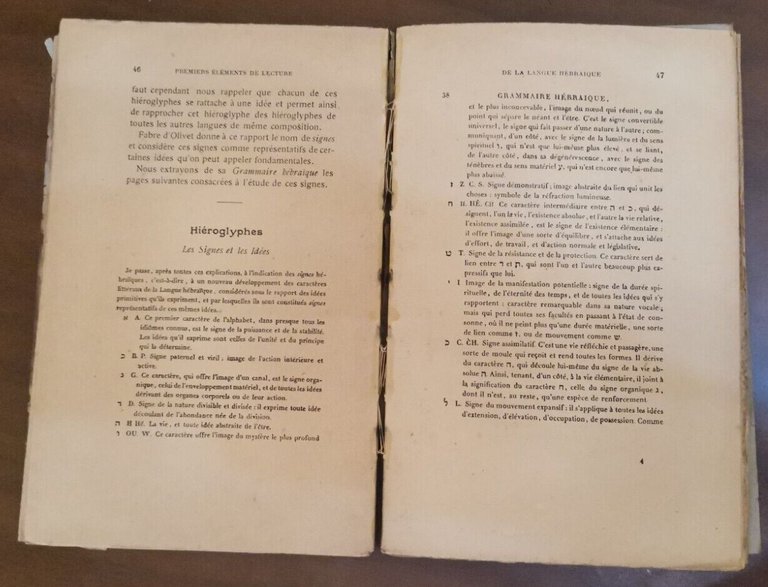 46 PREMIERS ÉLÉMENTS DE LECTURE
faut cependant nous rappeler que chacun de ces
hiéroglyphes se rattache à une idée et permet ainsi
de rapprocher cet hiéroglyphe des hiéroglyphes de
toutes les autres langues de même composition.
Fabre d'Olivet donne à ce rapport le nom de signes
et considère ces signes comme représentatifs de cer-
taines idées qu'on peut appeler fondamentales.
Nous extrayons de sa Grammaire hébraïque les
pages suivantes consacrées à l'étude de ces signes.
Hiéroglyphes
Les Signes et les Idées
Je passe, après toutes ces explications, à l'indication des signes hé-
braïques, c'est-à-dire, à un nouveau développement des caractères
littéraux de la Langue hébraïque, considérés sous le rapport des idées
primitives qu'ils expriment, et par lesquelles ils sont constitués signes
représentatifs de ces mêmes idées.
א A. Ce premier caractère de l'alphabet, dans presque tous les
idiômes connus, est le signe de la puissance et de la stabilité.
Les idées qu'il exprime sont celles de l'unité et du principe
qui la détermine.
ב B. P. Signe paternel et viril; image de l'action intérieure et
active.
ג G. Ce caractère, qui offre l'image d'un canal, est le signe orga-
nique, celui de l'enveloppement matériel, et de toutes les idées
dérivant des organes corporels ou de leur action.
ד D. Signe de la nature divisible et divisée: il exprime toute idée
découlant de l'abondance née de la division.
ה H Hé. La vie, et toute idée abstraite de l'être.
ו OU. W. Ce caractère offre l'image du mystère le plus profond
DE LA LANGUE HÉBRAIQUE 47
38 GRAMMAIRE HÉBRAIQUE,
et le plus inconcevable, l'image du nœud qui réunit, ou du
point qui sépare le néant et l'être. C'est le signe convertible
universel, le signe qui fait passer d'une nature à l'autre; com-
muniquant, d'un côté, avec le signe de la lumière et du sens
spirituel וֹ, qui n'est que lui-même plus élevé, et se liant,
de l'autre côté, dans sa dégénérescence, avec le signe des
ténèbres et du sens matériel ע, qui n'est encore que lui-même
plus abaissé
ז Z. C. S. Signe démonstratif; image abstraite du lien qui unit les
choses: symbole de la réfraction lumineuse.
ח H. HÉ. CH Ce caractère intermédiaire entre ה et כ, qui dé-
signent, l'un la vie, l'existence absolue, et l'autre la vie relative,
l'existence assimilée, est le signe de l'existence élémentaire:
il offre l'image d'une sorte d'équilibre, et s'attache aux idées
d'effort, de travail, et d'action normale et législative.
ט T. Signe de la résistance et de la protection. Ce caractère sert de
lien entre ד et ת, qui sont l'un et l'autre beaucoup plus ca-
pressifs que lui.
י I Image de la manifestation potentielle: signe de la durée spi-
rituelle, de l'éternité des temps, et de toutes les idées qui s'y
rapportent: caractère remarquable dans sa nature vocale,
mais qui perd toutes ses facultés en passant à l'état de con-
sonne, où il ne peint plus qu'une durée matérielle, une sorte
de lien comme ז, ou de mouvement comme ש.
כ C. CH. Signe assimilatif. C'est une vie réfléchie et passagère, une
sorte de moule qui reçoit et rend toutes les formes. Il dérive
du caractère ח, qui découle lui-même du signe de la vie ab-
solue ה Ainsi, tenant, d'un côté, à la vie élémentaire, il joint à
la signification du caractère ח, celle du signe organique ג,
dont il n'est, au reste, qu'une espèce de renforcement
ל L. Signe du mouvement expansif: il s'applique à toutes les idées
d'extension, d'élévation, d'occupation, de possession. Comme
4